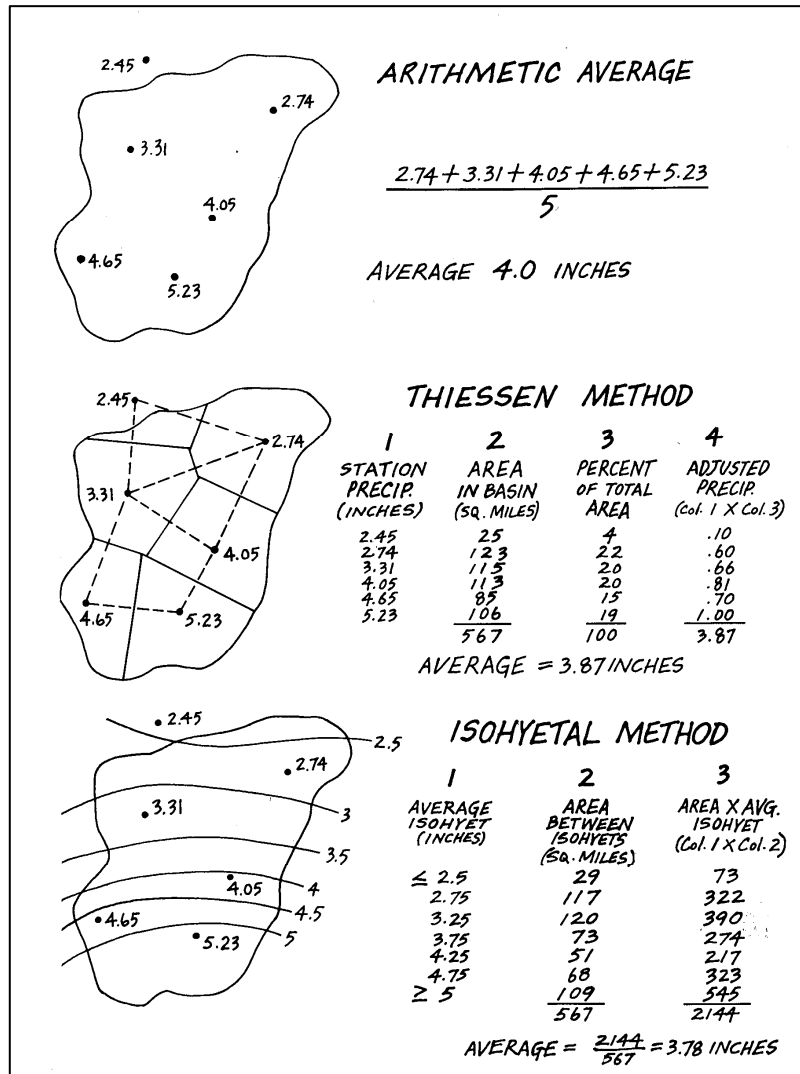 2.45
2.74
3.31
4.05
4.65
5.23
ARITHMETIC AVERAGE
2.74+3.31+4.05+4.65+5.23
5
AVERAGE 4.0 INCHES
2.45
2.74
3.31
4.05
4.65
5.23
THIESSEN METHOD
1 2 3 4
STATION AREA PERCENT ADJUSTED
PRECIP. IN BASIN OF TOTAL PRECIP.
(INCHES) (SQ. MILES) AREA (Col. 1 X Col. 3)
2.45 25 4 .10
2.74 123 22 .60
3.31 115 20 .66
4.05 113 20 .81
4.65 85 15 .70
5.23 106 19 1.00
567 100 3.87
AVERAGE = 3.87 INCHES
2.45
2.5
2.74
3.31
3
3.5
4.05
4
4.65
4.5
5.23
5
ISOHYETAL METHOD
1 2 3
AVERAGE AREA AREA X AVG.
ISOHYET BETWEEN ISOHYET
(INCHES) ISOHYETS (Col. 1 X Col. 2)
(SQ. MILES)
≤ 2.5 29 73
2.75 117 322
3.25 120 390
3.75 73 274
4.25 51 217
4.75 68 323
≥ 5 109 545
567 2144
AVERAGE = 2144/567 = 3.78 INCHES